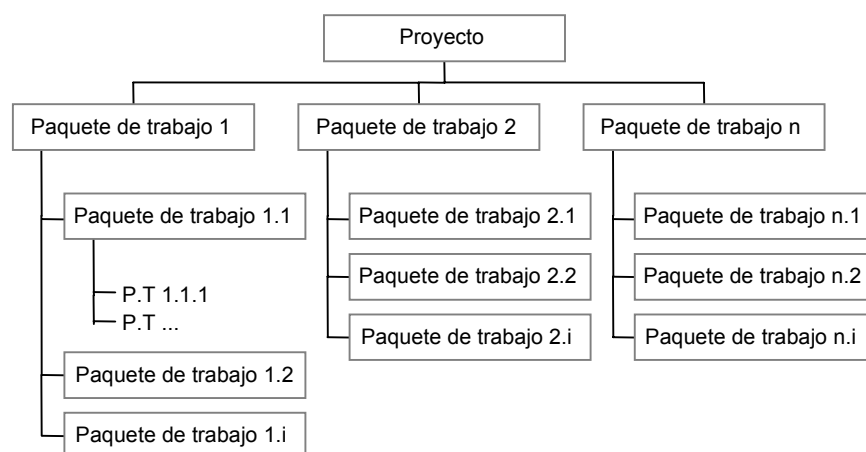 Proyecto
Paquete de trabajo 1
Paquete de trabajo 2
Paquete de trabajo n
Paquete de trabajo 1.1
P.T 1.1.1
P.T ...
Paquete de trabajo 1.2
Paquete de trabajo 1.i
Paquete de trabajo 2.1
Paquete de trabajo 2.2
Paquete de trabajo 2.i
Paquete de trabajo n.1
Paquete de trabajo n.2
Paquete de trabajo n.i